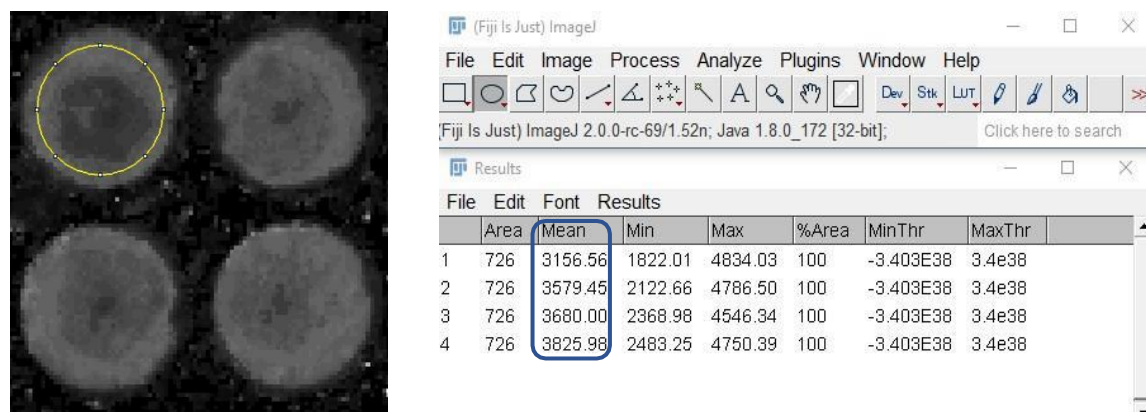 (Fiji Is Just) ImageJ
File Edit Image Process Analyze Plugins Window Help
A Dev Stk LUT >>
(Fiji Is Just) ImageJ 2.0.0-rc-69/1.52n; Java 1.8.0_172 [32-bit]; Click here to search
Results
File Edit Font Results
Area Mean Min Max %Area MinThr MaxThr
1 726 3156.56 1822.01 4834.03 100 -3.403E38 3.4e38
2 726 3579.45 2122.66 4786.50 100 -3.403E38 3.4e38
3 726 3680.00 2368.98 4546.34 100 -3.403E38 3.4e38
4 726 3825.98 2483.25 4750.39 100 -3.403E38 3.4e38